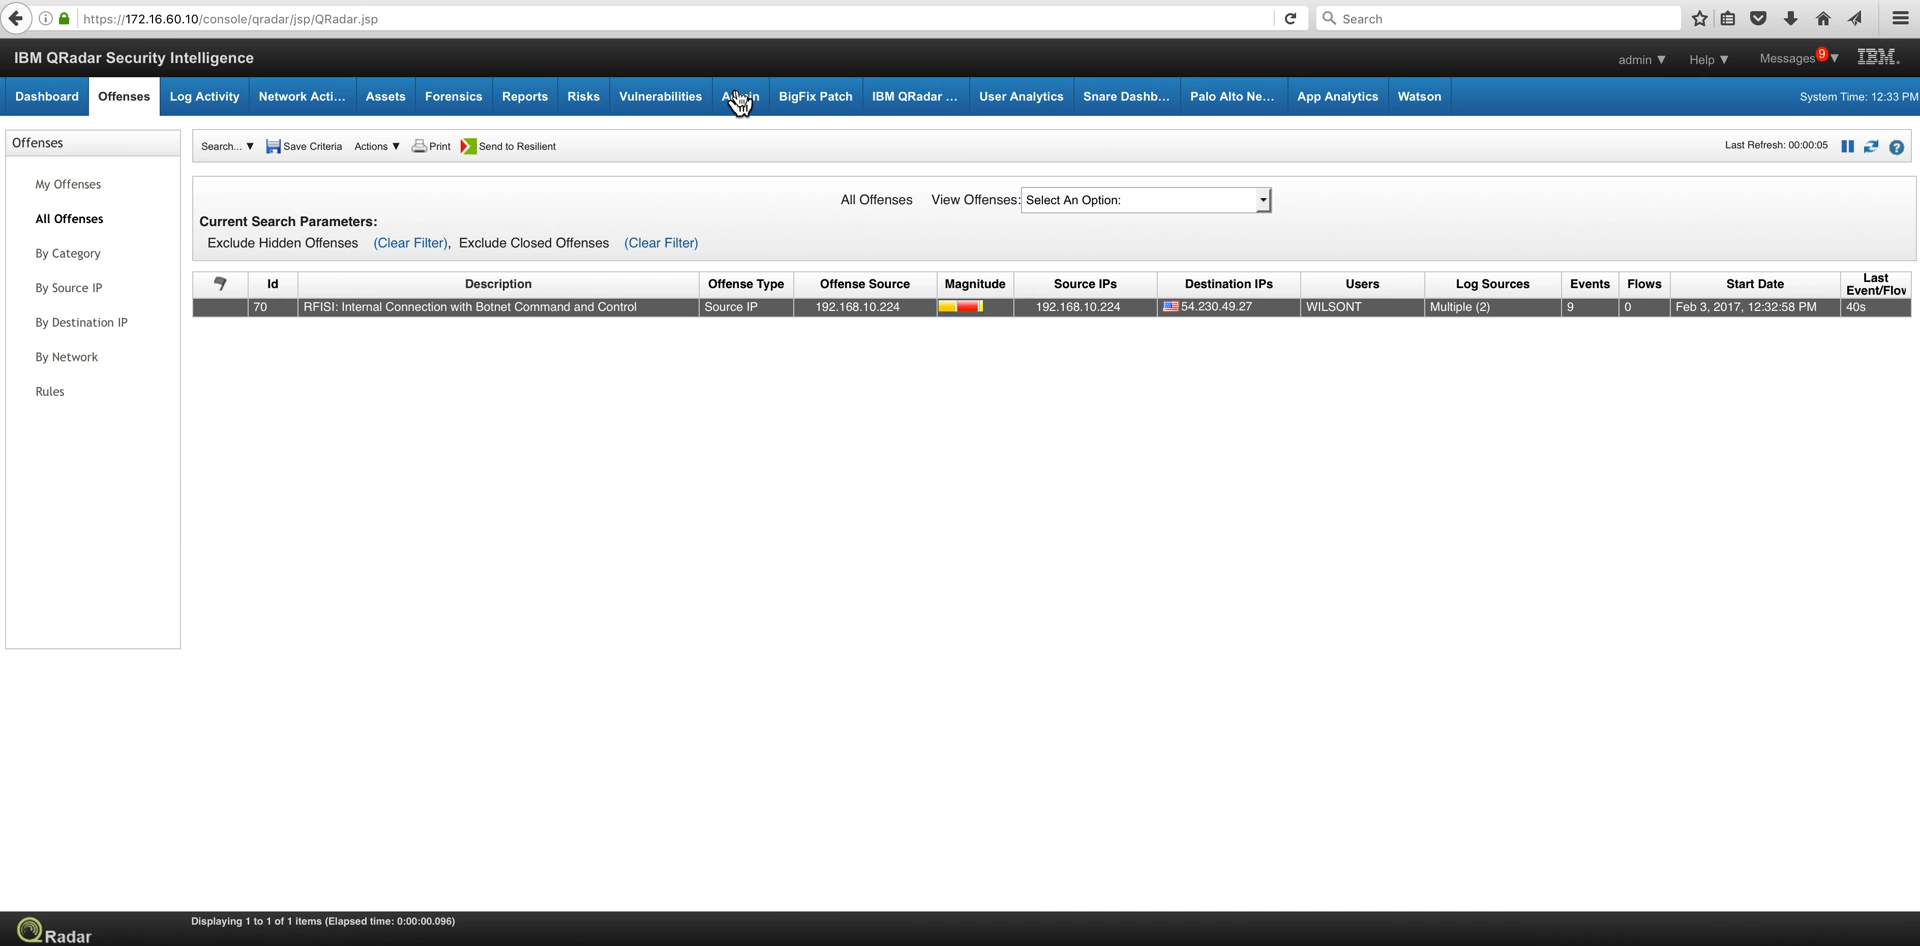 https://172.16.60.10/console/qradar/jsp/QRadar.jsp Search
IBM QRadar Security Intelligence admin ▼ Help ▼ Messages 9 ▼ IBM.
Dashboard Offenses Log Activity Network Acti... Assets Forensics Reports Risks Vulnerabilities BigFix Patch IBM QRadar ... User Analytics Snare Dashb... Palo Alto Ne... App Analytics Watson System Time: 12:33 PM
Offenses
My Offenses
All Offenses
By Category
By Source IP
By Destination IP
By Network
Rules
Search... ▼ Save Criteria Actions ▼ Print Send to Resilient Last Refresh: 00:00:05
All Offenses View Offenses: Select An Option:
Current Search Parameters:
Exclude Hidden Offenses (Clear Filter), Exclude Closed Offenses (Clear Filter)
Id Description Offense Type Offense Source Magnitude Source IPs Destination IPs Users Log Sources Events Flows Start Date Last Event/Flow
70 RFISI: Internal Connection with Botnet Command and Control Source IP 192.168.10.224 192.168.10.224 54.230.49.27 WILSONT Multiple (2) 9 0 Feb 3, 2017, 12:32:58 PM 40s
Displaying 1 to 1 of 1 items (Elapsed time: 0:00:00.096)
QRadar